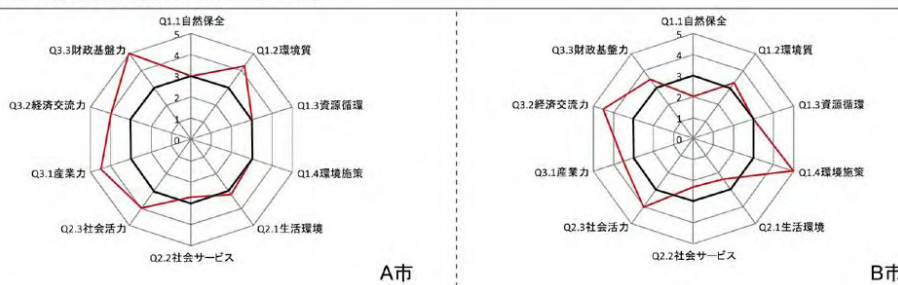 Q1.1自然保全
Q1.2環境質
Q1.3資源循環
Q1.4環境施策
Q2.1生活環境
Q2.2社会サービス
Q2.3社会活力
Q3.1産業力
Q3.2経済交流力
Q3.3財政基盤力
5
4
3
2
1
0
A市
Q1.1自然保全
Q1.2環境質
Q1.3資源循環
Q1.4環境施策
Q2.1生活環境
Q2.2社会サービス
Q2.3社会活力
Q3.1産業力
Q3.2経済交流力
Q3.3財政基盤力
5
4
3
2
1
0
B市